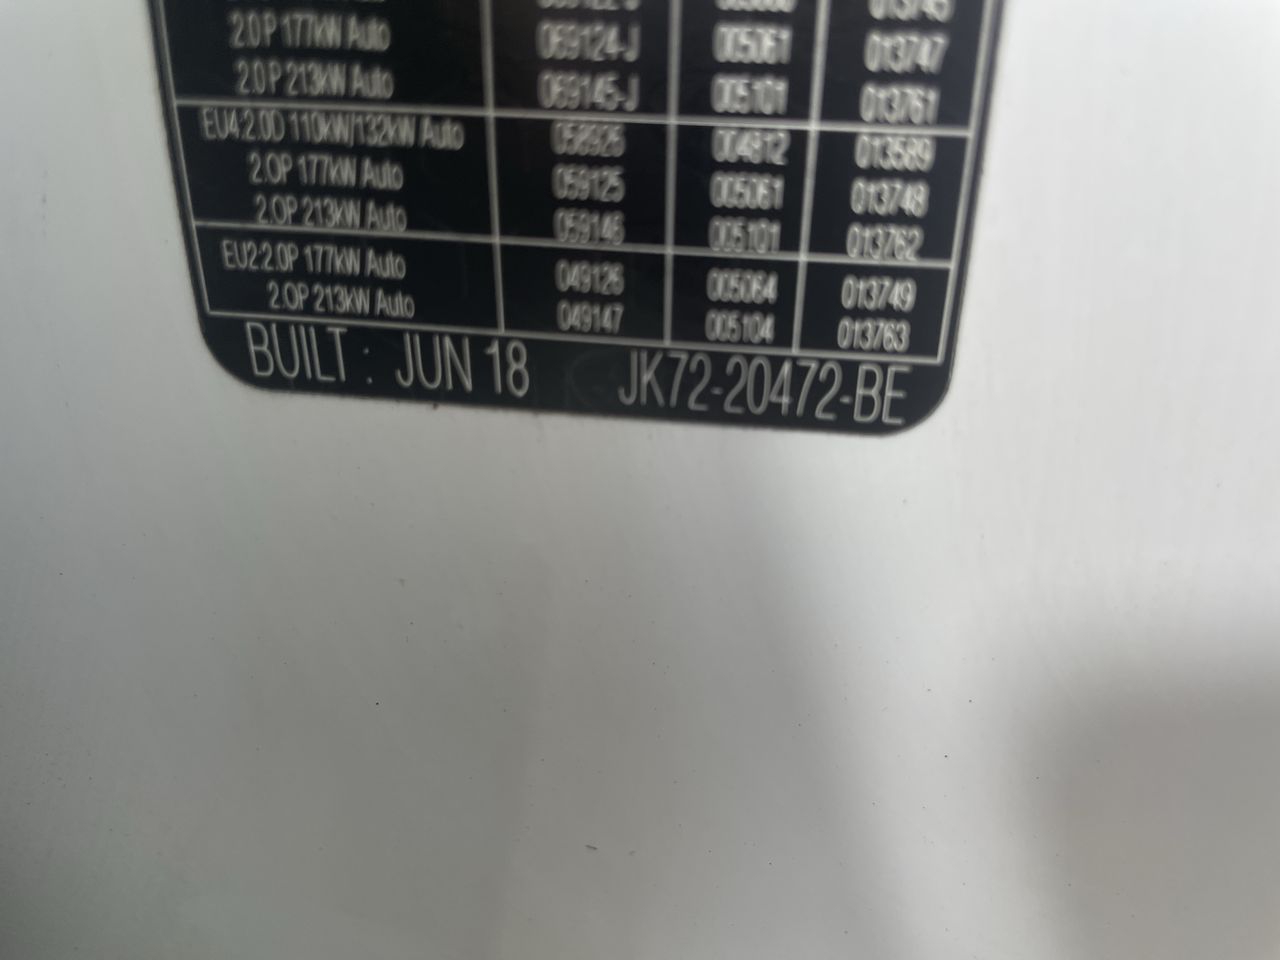 013745
2.0P 177kW Auto 069124-J 005061 013747
2.0P 213kW Auto 069145-J 005101 013761
EU4:2.0D 110kW/132kW Auto 058925 004812 013589
2.0P 177kW Auto 059125 005061 013748
2.0P 213kW Auto 059146 005101 013762
EU2:2.0P 177kW Auto 049126 005064 013749
2.0P 213kW Auto 049147 005104 013763
BUILT : JUN 18 JK72-20472-BE